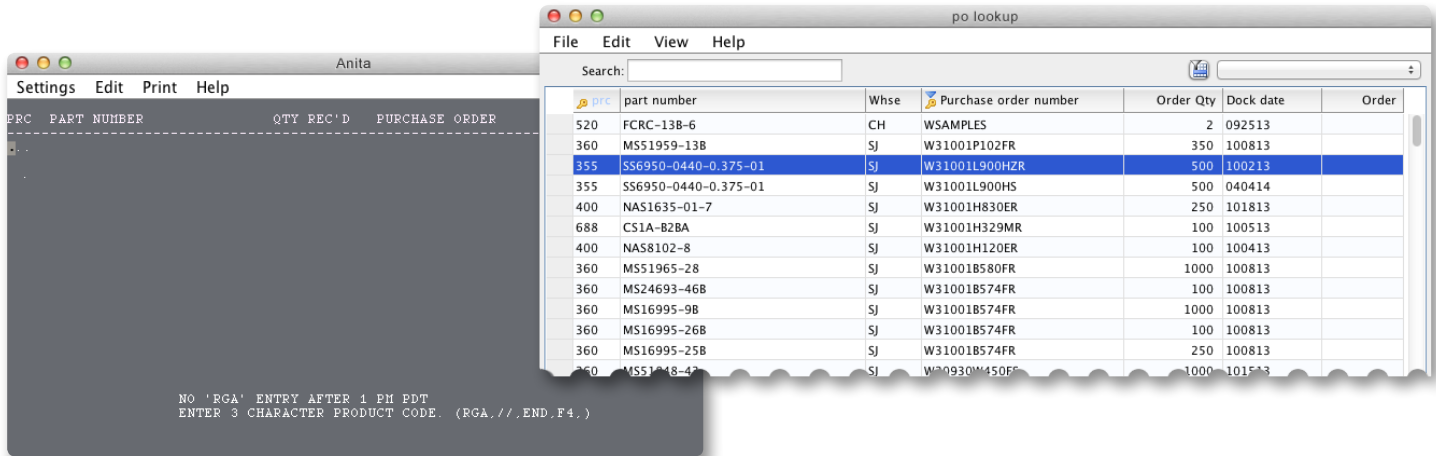 Anita
Settings Edit Print Help
PRC PART NUMBER QTY REC'D PURCHASE ORDER
NO 'RGA' ENTRY AFTER 1 PM PDT
ENTER 3 CHARACTER PRODUCT CODE. (RGA,//,END,F4,)
po lookup
File Edit View Help
Search:
prc part number Whse Purchase order number Order Qty Dock date Order
520 FCRC-13B-6 CH WSAMPLES 2 092513
360 MS51959-13B SJ W31001P102FR 350 100813
355 SS6950-0440-0.375-01 SJ W31001L900HZR 500 100213
355 SS6950-0440-0.375-01 SJ W31001L900HS 500 040414
400 NAS1635-01-7 SJ W31001H830ER 250 101813
688 CS1A-B2BA SJ W31001H329MR 100 100513
400 NAS8102-8 SJ W31001H120ER 100 100413
360 MS51965-28 SJ W31001B580FR 1000 100813
360 MS24693-46B SJ W31001B574FR 100 100813
360 MS16995-9B SJ W31001B574FR 1000 100813
360 MS16995-26B SJ W31001B574FR 100 100813
360 MS16995-25B SJ W31001B574FR 250 100813
SJ 1000